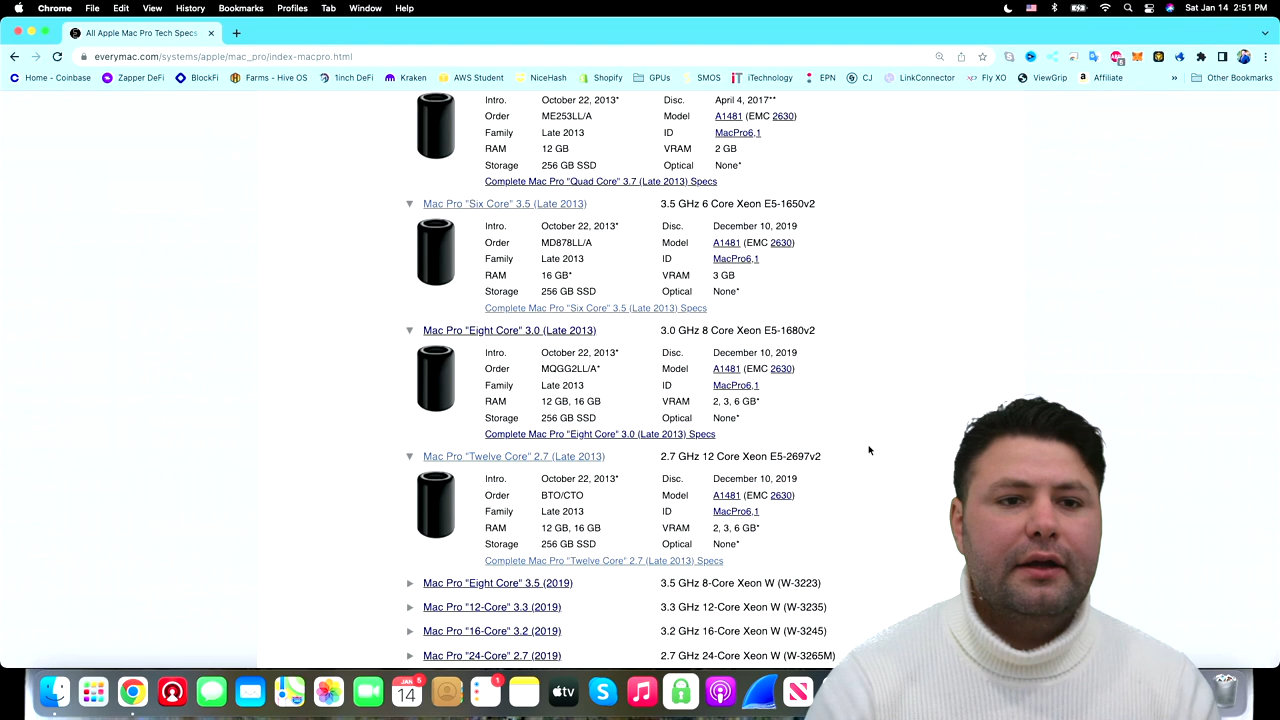 Chrome File Edit View History Bookmarks Profiles Tab Window Help Sat Jan 14 2:51 PM
All Apple Mac Pro Tech Specs
everymac.com/systems/apple/mac_pro/index-macpro.html
Home - Coinbase Zapper DeFi BlockFi Farms - Hive OS 1inch DeFi Kraken AWS Student NiceHash Shopify GPUs SMOS iTechnology EPN CJ LinkConnector Fly XO ViewGrip Affiliate » Other Bookmarks
Intro. October 22, 2013* Disc. April 4, 2017**
Order ME253LL/A Model A1481 (EMC 2630)
Family Late 2013 ID MacPro6,1
RAM 12 GB VRAM 2 GB
Storage 256 GB SSD Optical None*
Complete Mac Pro "Quad Core" 3.7 (Late 2013) Specs
Mac Pro "Six Core" 3.5 (Late 2013) 3.5 GHz 6 Core Xeon E5-1650v2
Intro. October 22, 2013* Disc. December 10, 2019
Order MD878LL/A Model A1481 (EMC 2630)
Family Late 2013 ID MacPro6,1
RAM 16 GB* VRAM 3 GB
Storage 256 GB SSD Optical None*
Complete Mac Pro "Six Core" 3.5 (Late 2013) Specs
Mac Pro "Eight Core" 3.0 (Late 2013) 3.0 GHz 8 Core Xeon E5-1680v2
Intro. October 22, 2013* Disc. December 10, 2019
Order MQGG2LL/A* Model A1481 (EMC 2630)
Family Late 2013 ID MacPro6,1
RAM 12 GB, 16 GB VRAM 2, 3, 6 GB*
Storage 256 GB SSD Optical None*
Complete Mac Pro "Eight Core" 3.0 (Late 2013) Specs
Mac Pro "Twelve Core" 2.7 (Late 2013) 2.7 GHz 12 Core Xeon E5-2697v2
Intro. October 22, 2013* Disc. December 10, 2019
Order BTO/CTO Model A1481 (EMC 2630)
Family Late 2013 ID MacPro6,1
RAM 12 GB, 16 GB VRAM 2, 3, 6 GB*
Storage 256 GB SSD Optical None*
Complete Mac Pro "Twelve Core" 2.7 (Late 2013) Specs
Mac Pro "Eight Core" 3.5 (2019) 3.5 GHz 8-Core Xeon W (W-3223)
Mac Pro "12-Core" 3.3 (2019) 3.3 GHz 12-Core Xeon W (W-3235)
Mac Pro "16-Core" 3.2 (2019) 3.2 GHz 16-Core Xeon W (W-3245)
Mac Pro "24-Core" 2.7 (2019) 2.7 GHz 24-Core Xeon W (W-3265M)
JAN 14 5 1 tv